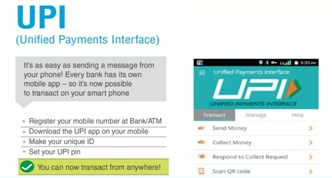 UPI
(Unified Payments Interface)
It's as easy as sending a message from
your phone! Every bank has its own
mobile app – so it's now possible
to transact on your smart phone
Register your mobile number at Bank/ATM
Download the UPI app on your mobile
Make your unique ID
Set your UPI pin
You can now transact from anywhere!
5:35 PM
Unified Payments Interface
UPI
UNIFIED PAYMENTS INTERFACE
Transact Manage Help
Send Money
Collect Money
Respond to Collect Request
Scan QR code